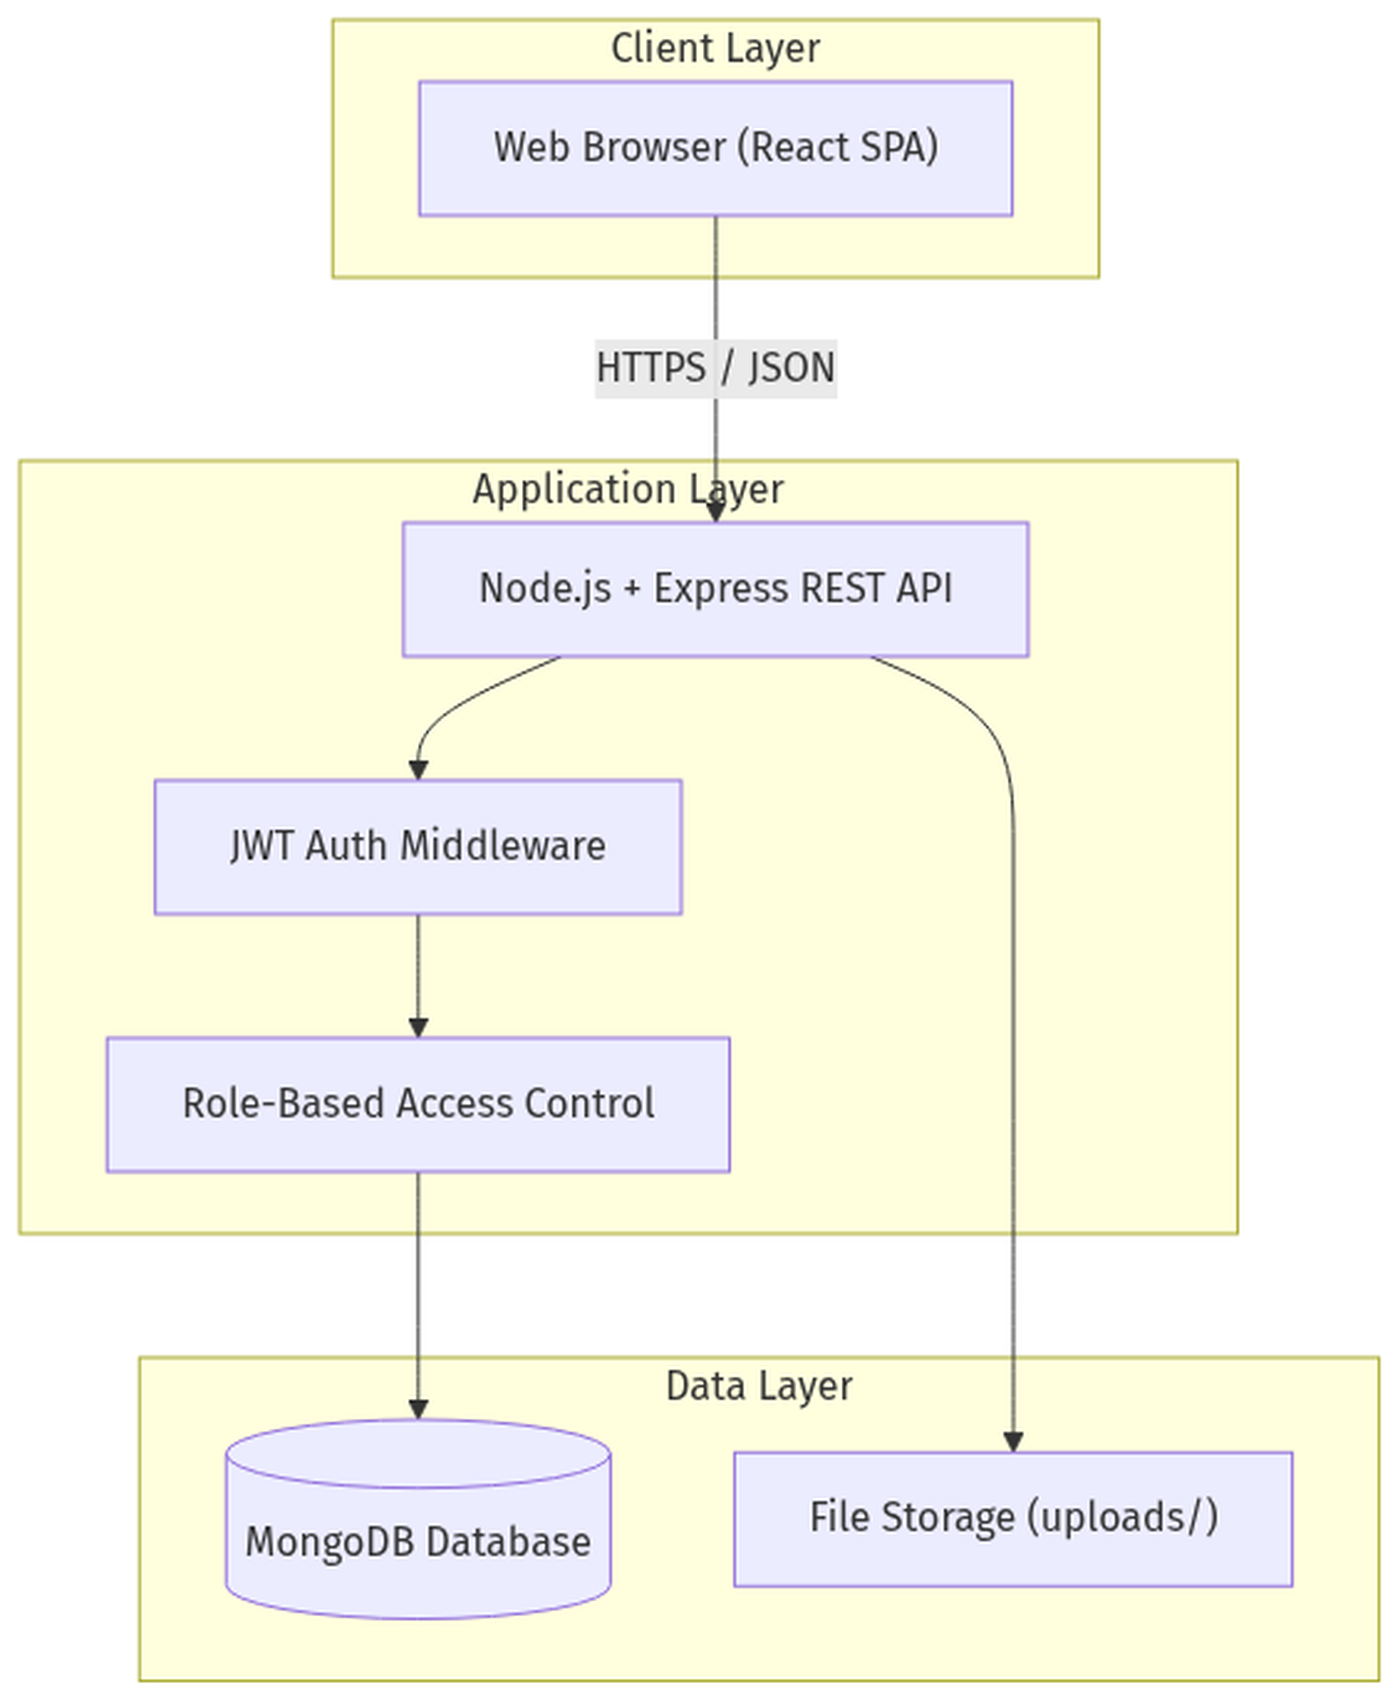 Client Layer
Web Browser (React SPA)
HTTPS / JSON
Application Layer
Node.js + Express REST API
JWT Auth Middleware
Role-Based Access Control
Data Layer
MongoDB Database
File Storage (uploads/)